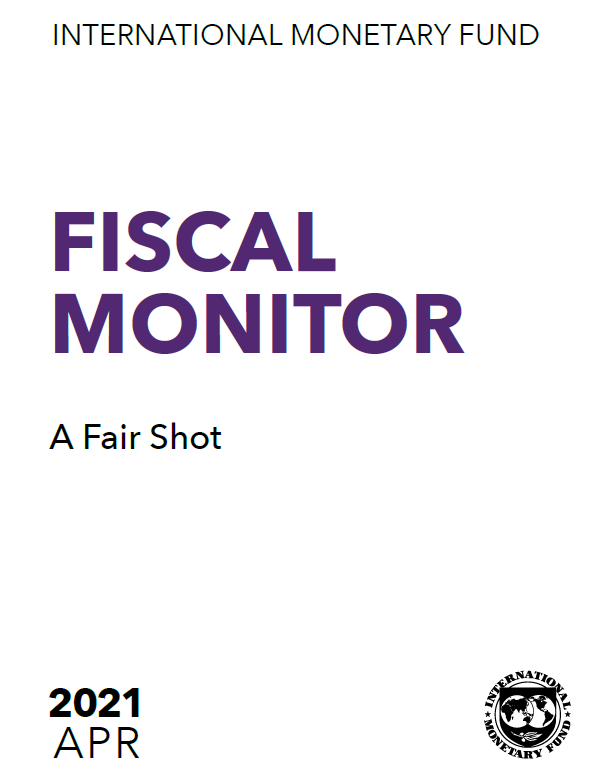 INTERNATIONAL MONETARY FUND
FISCAL
MONITOR
A Fair Shot
2021
APR
INTERNATIONAL
MONETARY FUND